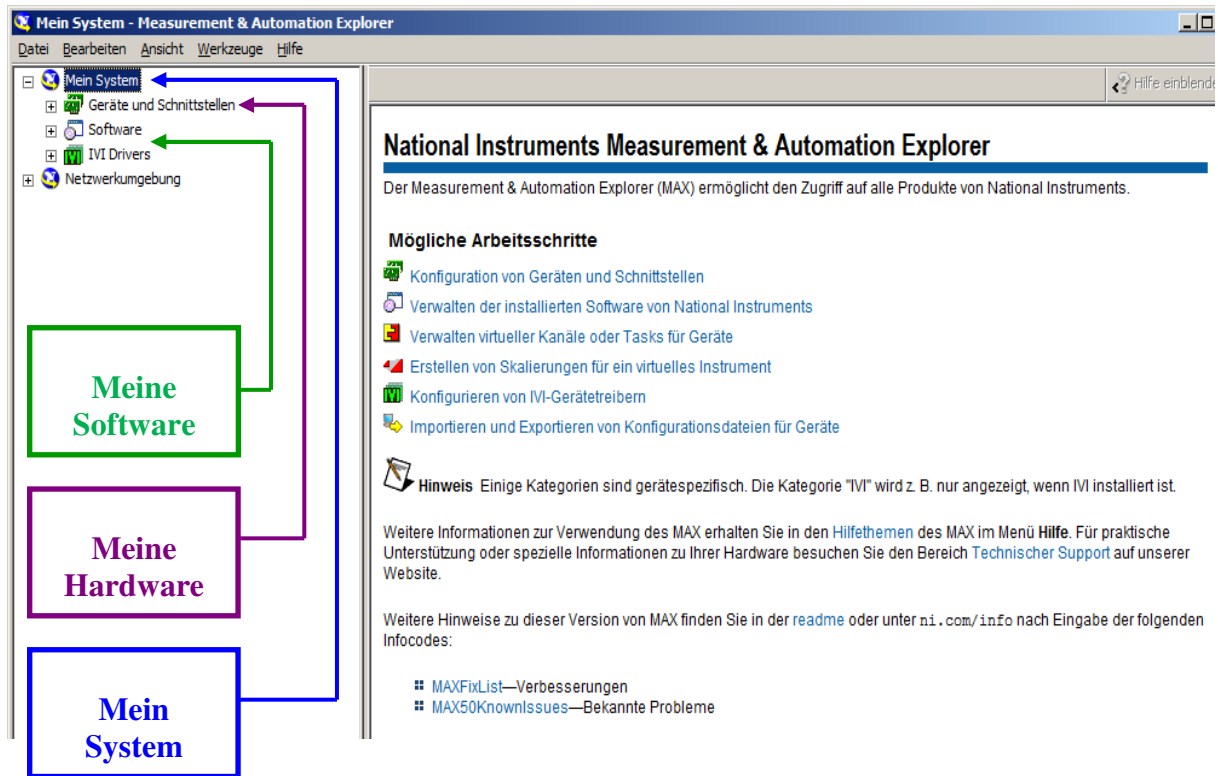 Mein System - Measurement & Automation Explorer
Datei Bearbeiten Ansicht Werkzeuge Hilfe
Mein System
Geräte und Schnittstellen
Software
IVI Drivers
Netzwerkumgebung
Meine
Software
Meine
Hardware
Mein
System
Hilfe einblende
National Instruments Measurement & Automation Explorer
Der Measurement & Automation Explorer (MAX) ermöglicht den Zugriff auf alle Produkte von National Instruments.
Mögliche Arbeitsschritte
Konfiguration von Geräten und Schnittstellen
Verwalten der installierten Software von National Instruments
Verwalten virtueller Kanäle oder Tasks für Geräte
Erstellen von Skalierungen für ein virtuelles Instrument
IVI Konfigurieren von IVI-Gerätetreibern
Importieren und Exportieren von Konfigurationsdateien für Geräte
Hinweis Einige Kategorien sind gerätespezifisch. Die Kategorie "IVI" wird z. B. nur angezeigt, wenn IVI installiert ist.
Weitere Informationen zur Verwendung des MAX erhalten Sie in den Hilfethemen des MAX im Menü Hilfe. Für praktische
Unterstützung oder spezielle Informationen zu Ihrer Hardware besuchen Sie den Bereich Technischer Support auf unserer
Website.
Weitere Hinweise zu dieser Version von MAX finden Sie in der readme oder unter ni.com/info nach Eingabe der folgenden
Infocodes:
MAXFixList—Verbesserungen
MAX50KnownIssues—Bekannte Probleme